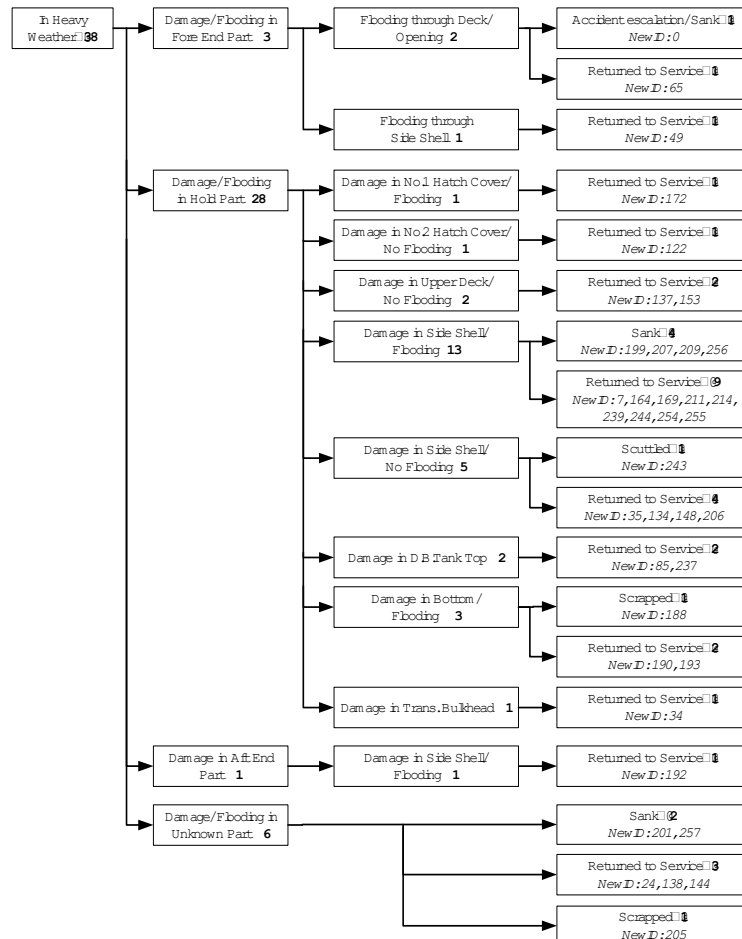 In Heavy
Weather 38
Damage/Flooding in
Fore End Part 3
Flooding through Deck/
Opening 2
Accident escalation/Sank 1
New ID:0
Returned to Service 1
New ID:65
Flooding through
Side Shell 1
Returned to Service 1
New ID:49
Damage/Flooding
in Hold Part 28
Damage in No.1 Hatch Cover/
Flooding 1
Returned to Service 1
New ID:172
Damage in No.2 Hatch Cover/
No Flooding 1
Returned to Service 1
New ID:122
Damage in Upper Deck/
No Flooding 2
Returned to Service 2
New ID:137,153
Damage in Side Shell/
Flooding 13
Sank 4
New ID:199,207,209,256
Returned to Service 9
New ID:7,164,169,211,214,
239,244,254,255
Damage in Side Shell/
No Flooding 5
Scuttled 1
New ID:243
Returned to Service 4
New ID:35,134,148,206
Damage in D.B.Tank Top 2
Returned to Service 2
New ID:85,237
Damage in Bottom/
Flooding 3
Scrapped 1
New ID:188
Returned to Service 2
New ID:190,193
Damage in Trans.Bulkhead 1
Returned to Service 1
New ID:34
Damage in Aft End
Part 1
Damage in Side Shell/
Flooding 1
Returned to Service 1
New ID:192
Damage/Flooding in
Unknown Part 6
Sank 2
New ID:201,257
Returned to Service 3
New ID:24,138,144
Scrapped 1
New ID:205